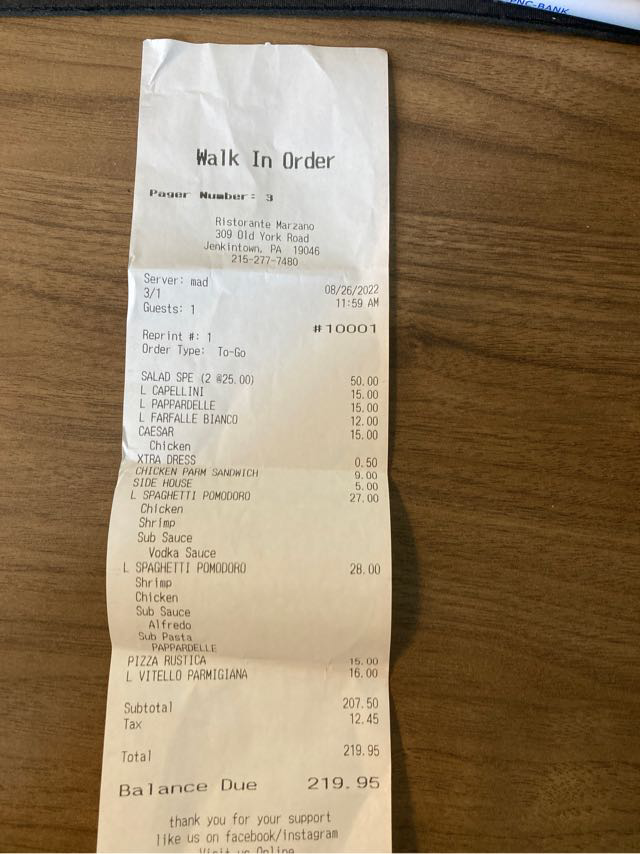 PNC-BANK
Walk In Order
Pager Number: 3
Ristorante Marzano
309 Old York Road
Jenkintown, PA 19046
215-277-7480
Server: mad 08/26/2022
3/1 11:59 AM
Guests: 1
#10001
Reprint #: 1
Order Type: To-Go
SALAD SPE (2 @25.00) 50.00
L CAPELLINI 15.00
L PAPPARDELLE 15.00
L FARFALLE BIANCO 12.00
CAESAR 15.00
Chicken
XTRA DRESS 0.50
CHICKEN PARM SANDWICH 9.00
SIDE HOUSE 5.00
L SPAGHETTI POMODORO 27.00
Chicken
Shrimp
Sub Sauce
Vodka Sauce
L SPAGHETTI POMODORO 28.00
Shrimp
Chicken
Sub Sauce
Alfredo
Sub Pasta
PAPPARDELLE
PIZZA RUSTICA 15.00
L VITELLO PARMIGIANA 16.00
Subtotal 207.50
Tax 12.45
Total 219.95
Balance Due 219.95
thank you for your support
like us on facebook/instagram
Visit us Online